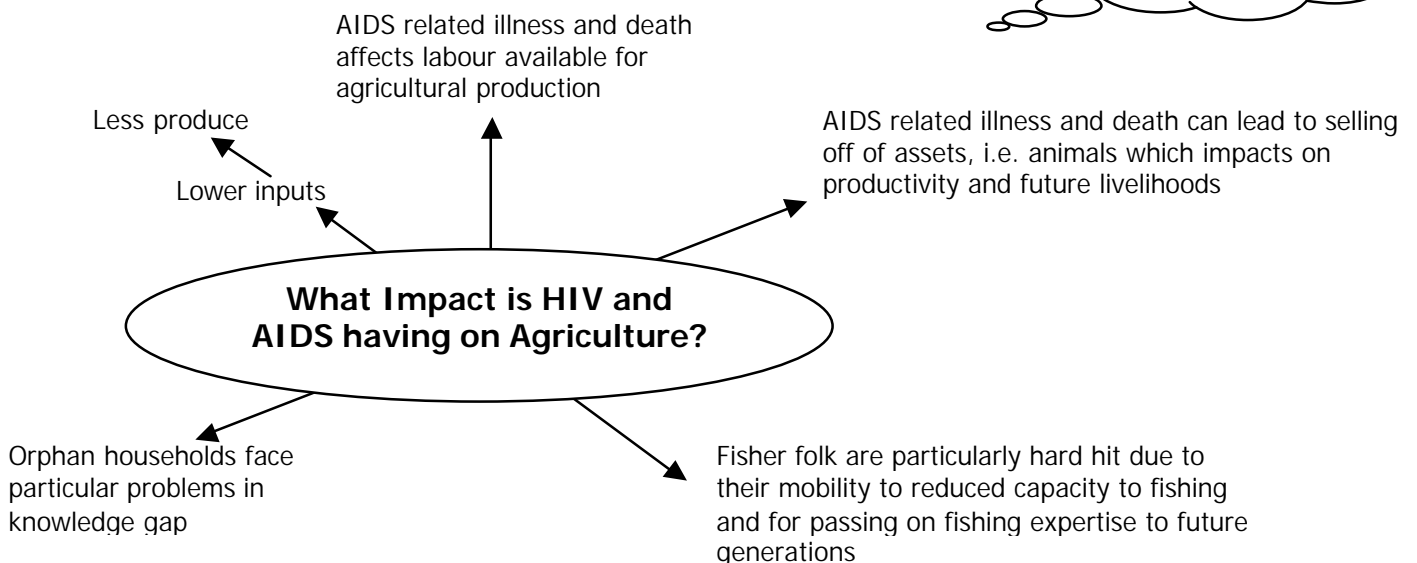 AIDS related illness and death
affects labour available for
agricultural production
Less produce
Lower inputs
AIDS related illness and death can lead to selling
off of assets, i.e. animals which impacts on
productivity and future livelihoods
What Impact is HIV and
AIDS having on Agriculture?
Orphan households face
particular problems in
knowledge gap
Fisher folk are particularly hard hit due to
their mobility to reduced capacity to fishing
and for passing on fishing expertise to future
generations